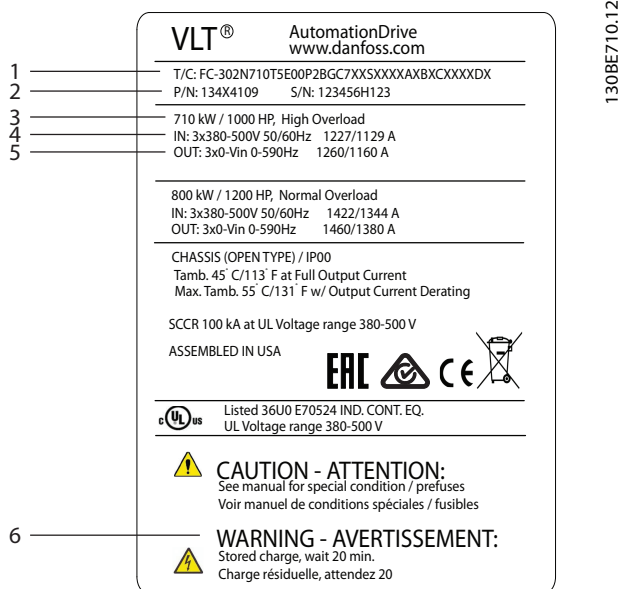 130BE710.12
VLT® AutomationDrive
www.danfoss.com
1 T/C: FC-302N710T5E00P2BGC7XXSXXXXAXBXCXXXXDX
2 P/N: 134X4109 S/N: 123456H123
3 710 kW / 1000 HP, High Overload
4 IN: 3x380-500V 50/60Hz 1227/1129 A
5 OUT: 3x0-Vin 0-590Hz 1260/1160 A
800 kW / 1200 HP, Normal Overload
IN: 3x380-500V 50/60Hz 1422/1344 A
OUT: 3x0-Vin 0-590Hz 1460/1380 A
CHASSIS (OPEN TYPE) / IP00
Tamb. 45° C/113° F at Full Output Current
Max. Tamb. 55° C/131° F w/ Output Current Derating
SCCR 100 kA at UL Voltage range 380-500 V
ASSEMBLED IN USA
EAC CE
c UL us Listed 36U0 E70524 IND. CONT. EQ.
UL Voltage range 380-500 V
CAUTION - ATTENTION:
See manual for special condition / prefuses
Voir manuel de conditions spéciales / fusibles
6 WARNING - AVERTISSEMENT:
Stored charge, wait 20 min.
Charge résiduelle, attendez 20